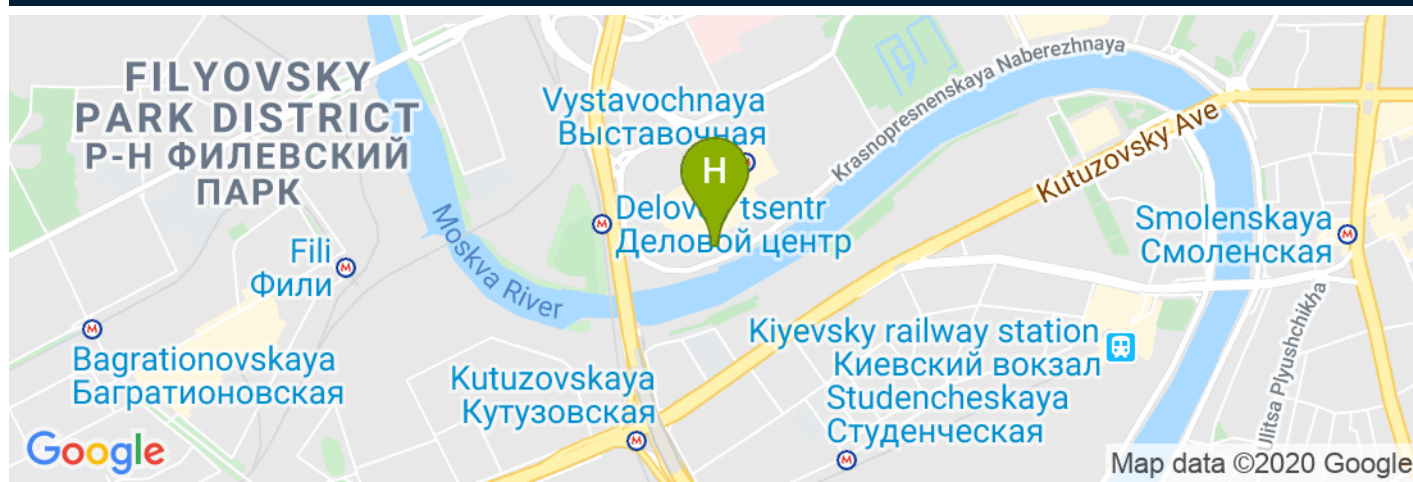 FILYOVSKY
PARK DISTRICT
Р-Н ФИЛЕВСКИЙ
ПАРК
Vystavochnaya
Выставочная
H
Krasnopresnenskaya Naberezhnaya
Kutuzovsky Ave
tsentr
Деловой центр
Smolenskaya
Смоленская
Moskva River
Fili
Фили
Bagrationovskaya
Багратионовская
Kutuzovskaya
Кутузовская
Kiyevsky railway station
Киевский вокзал
Studencheskaya
Студенческая
Ulitsa Plyushchikha
Google
Map data ©2020 Google